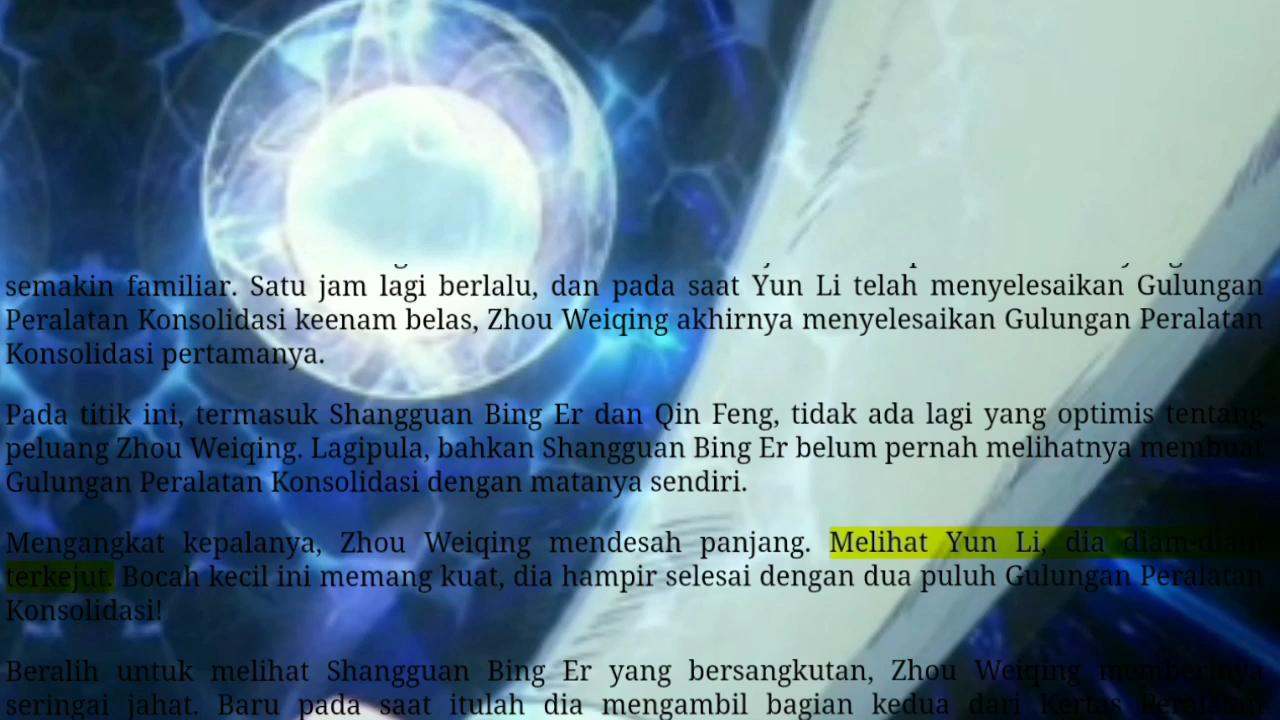 semakin familiar. Satu jam lagi berlalu, dan pada saat Yun Li telah menyelesaikan Gulungan
Peralatan Konsolidasi keenam belas, Zhou Weiqing akhirnya menyelesaikan Gulungan Peralatan
Konsolidasi pertamanya.
Pada titik ini, termasuk Shangguan Bing Er dan Qin Feng, tidak ada lagi yang optimis tentang
peluang Zhou Weiqing. Lagipula, bahkan Shangguan Bing Er belum pernah melihatnya membuat
Gulungan Peralatan Konsolidasi dengan matanya sendiri.
Mengangkat kepalanya, Zhou Weiqing mendesah panjang. Melihat Yun Li, dia diam-diam
terkejut. Bocah kecil ini memang kuat, dia hampir selesai dengan dua puluh Gulungan Peralatan
Konsolidasi!
Beralih untuk melihat Shangguan Bing Er yang bersangkutan, Zhou Weiqing memberinya
seringai jahat. Baru pada saat itulah dia mengambil bagian kedua dari Kertas Peralatan